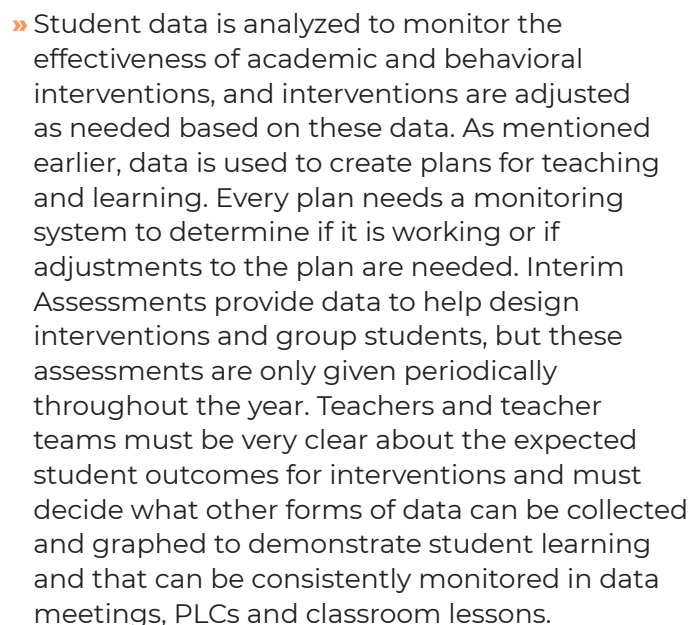 » Student data is analyzed to monitor the
effectiveness of academic and behavioral
interventions, and interventions are adjusted
as needed based on these data. As mentioned
earlier, data is used to create plans for teaching
and learning. Every plan needs a monitoring
system to determine if it is working or if
adjustments to the plan are needed. Interim
Assessments provide data to help design
interventions and group students, but these
assessments are only given periodically
throughout the year. Teachers and teacher
teams must be very clear about the expected
student outcomes for interventions and must
decide what other forms of data can be collected
and graphed to demonstrate student learning
and that can be consistently monitored in data
meetings, PLCs and classroom lessons.